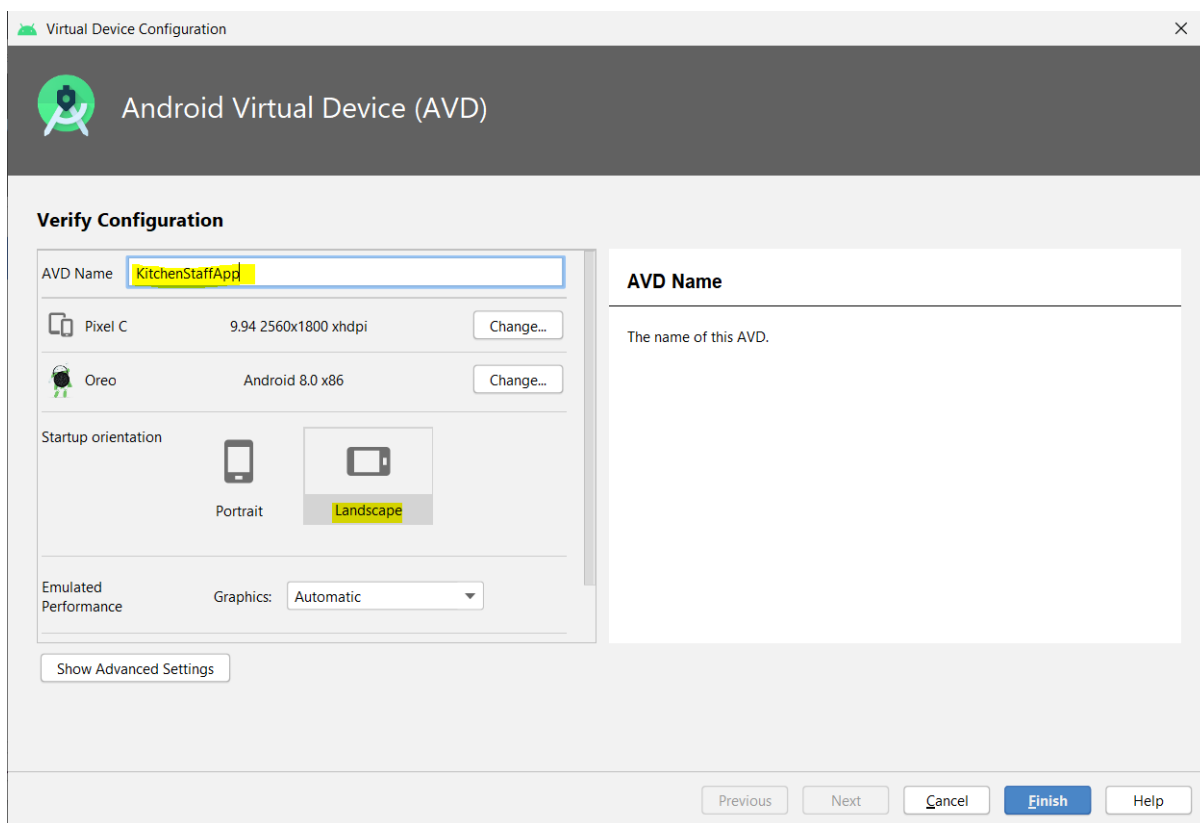 Virtual Device Configuration
Android Virtual Device (AVD)
Verify Configuration
AVD Name KitchenStaffApp
Pixel C 9.94 2560x1800 xhdpi Change...
Oreo Android 8.0 x86 Change...
Startup orientation
Portrait Landscape
Emulated
Performance
Graphics: Automatic
Show Advanced Settings
AVD Name
The name of this AVD.
Previous Next Cancel Finish Help